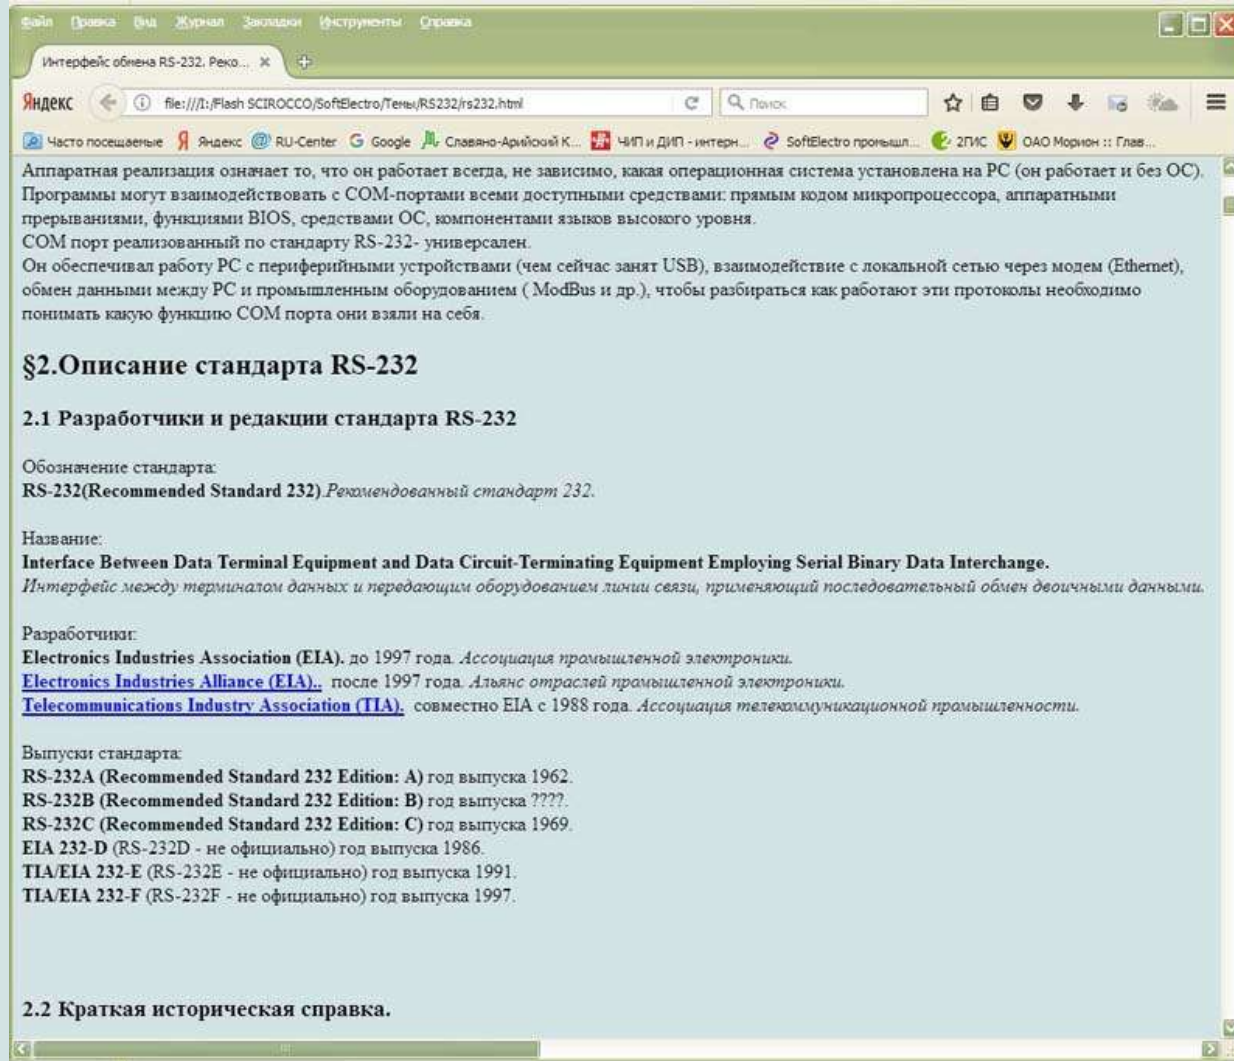 Файл Правка Вид Журнал Закладки Инструменты Справка
Интерфейс обмена RS-232. Реко...
Яндекс file:///I:/Flash SCIROCCO/SoftElectro/Темы/RS232/rs232.html Поиск
Часто посещаемые Яндекс RU-Center Google Славяно-Арийский К... ЧИП и ДИП - интерн... SoftElectro промышл... 2ГИС ОАО Морион :: Глав...
Аппаратная реализация означает то, что он работает всегда, не зависимо, какая операционная система установлена на PC (он работает и без ОС).
Программы могут взаимодействовать с COM-портами всеми доступными средствами: прямым кодом микропроцессора, аппаратными
прерываниями, функциями BIOS, средствами ОС, компонентами языков высокого уровня.
COM порт реализованный по стандарту RS-232- универсален.
Он обеспечивал работу PC с периферийными устройствами (чем сейчас занят USB), взаимодействие с локальной сетью через модем (Ethernet),
обмен данными между PC и промышленным оборудованием ( ModBus и др.), чтобы разбираться как работают эти протоколы необходимо
понимать какую функцию COM порта они взяли на себя.
§2.Описание стандарта RS-232
2.1 Разработчики и редакции стандарта RS-232
Обозначение стандарта:
RS-232(Recommended Standard 232).Рекомендованный стандарт 232.
Название:
Interface Between Data Terminal Equipment and Data Circuit-Terminating Equipment Employing Serial Binary Data Interchange.
Интерфейс между терминалом данных и передающим оборудованием линии связи, применяющий последовательный обмен двоичными данными.
Разработчики:
Electronics Industries Association (EIA). до 1997 года. Ассоциация промышленной электроники.
Electronics Industries Alliance (EIA).. после 1997 года. Альянс отраслей промышленной электроники.
Telecommunications Industry Association (TIA). совместно EIA с 1988 года. Ассоциация телекоммуникационной промышленности.
Выпуски стандарта:
RS-232A (Recommended Standard 232 Edition: A) год выпуска 1962.
RS-232B (Recommended Standard 232 Edition: B) год выпуска ????.
RS-232C (Recommended Standard 232 Edition: C) год выпуска 1969.
EIA 232-D (RS-232D - не официально) год выпуска 1986.
TIA/EIA 232-E (RS-232E - не официально) год выпуска 1991.
TIA/EIA 232-F (RS-232F - не официально) год выпуска 1997.
2.2 Краткая историческая справка.